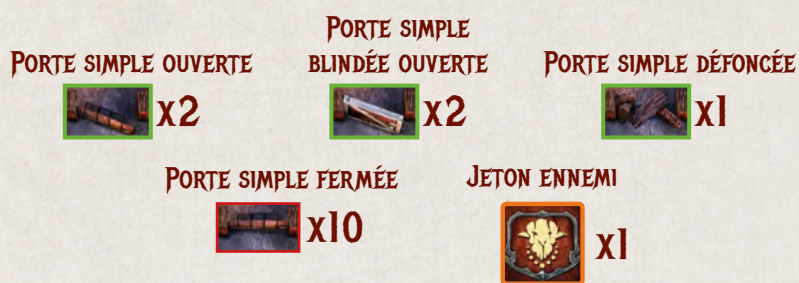 Porte simple ouverte
x2
Porte simple
blindée ouverte
x2
Porte simple défoncée
x1
Porte simple fermée
x10
Jeton ennemi
x1